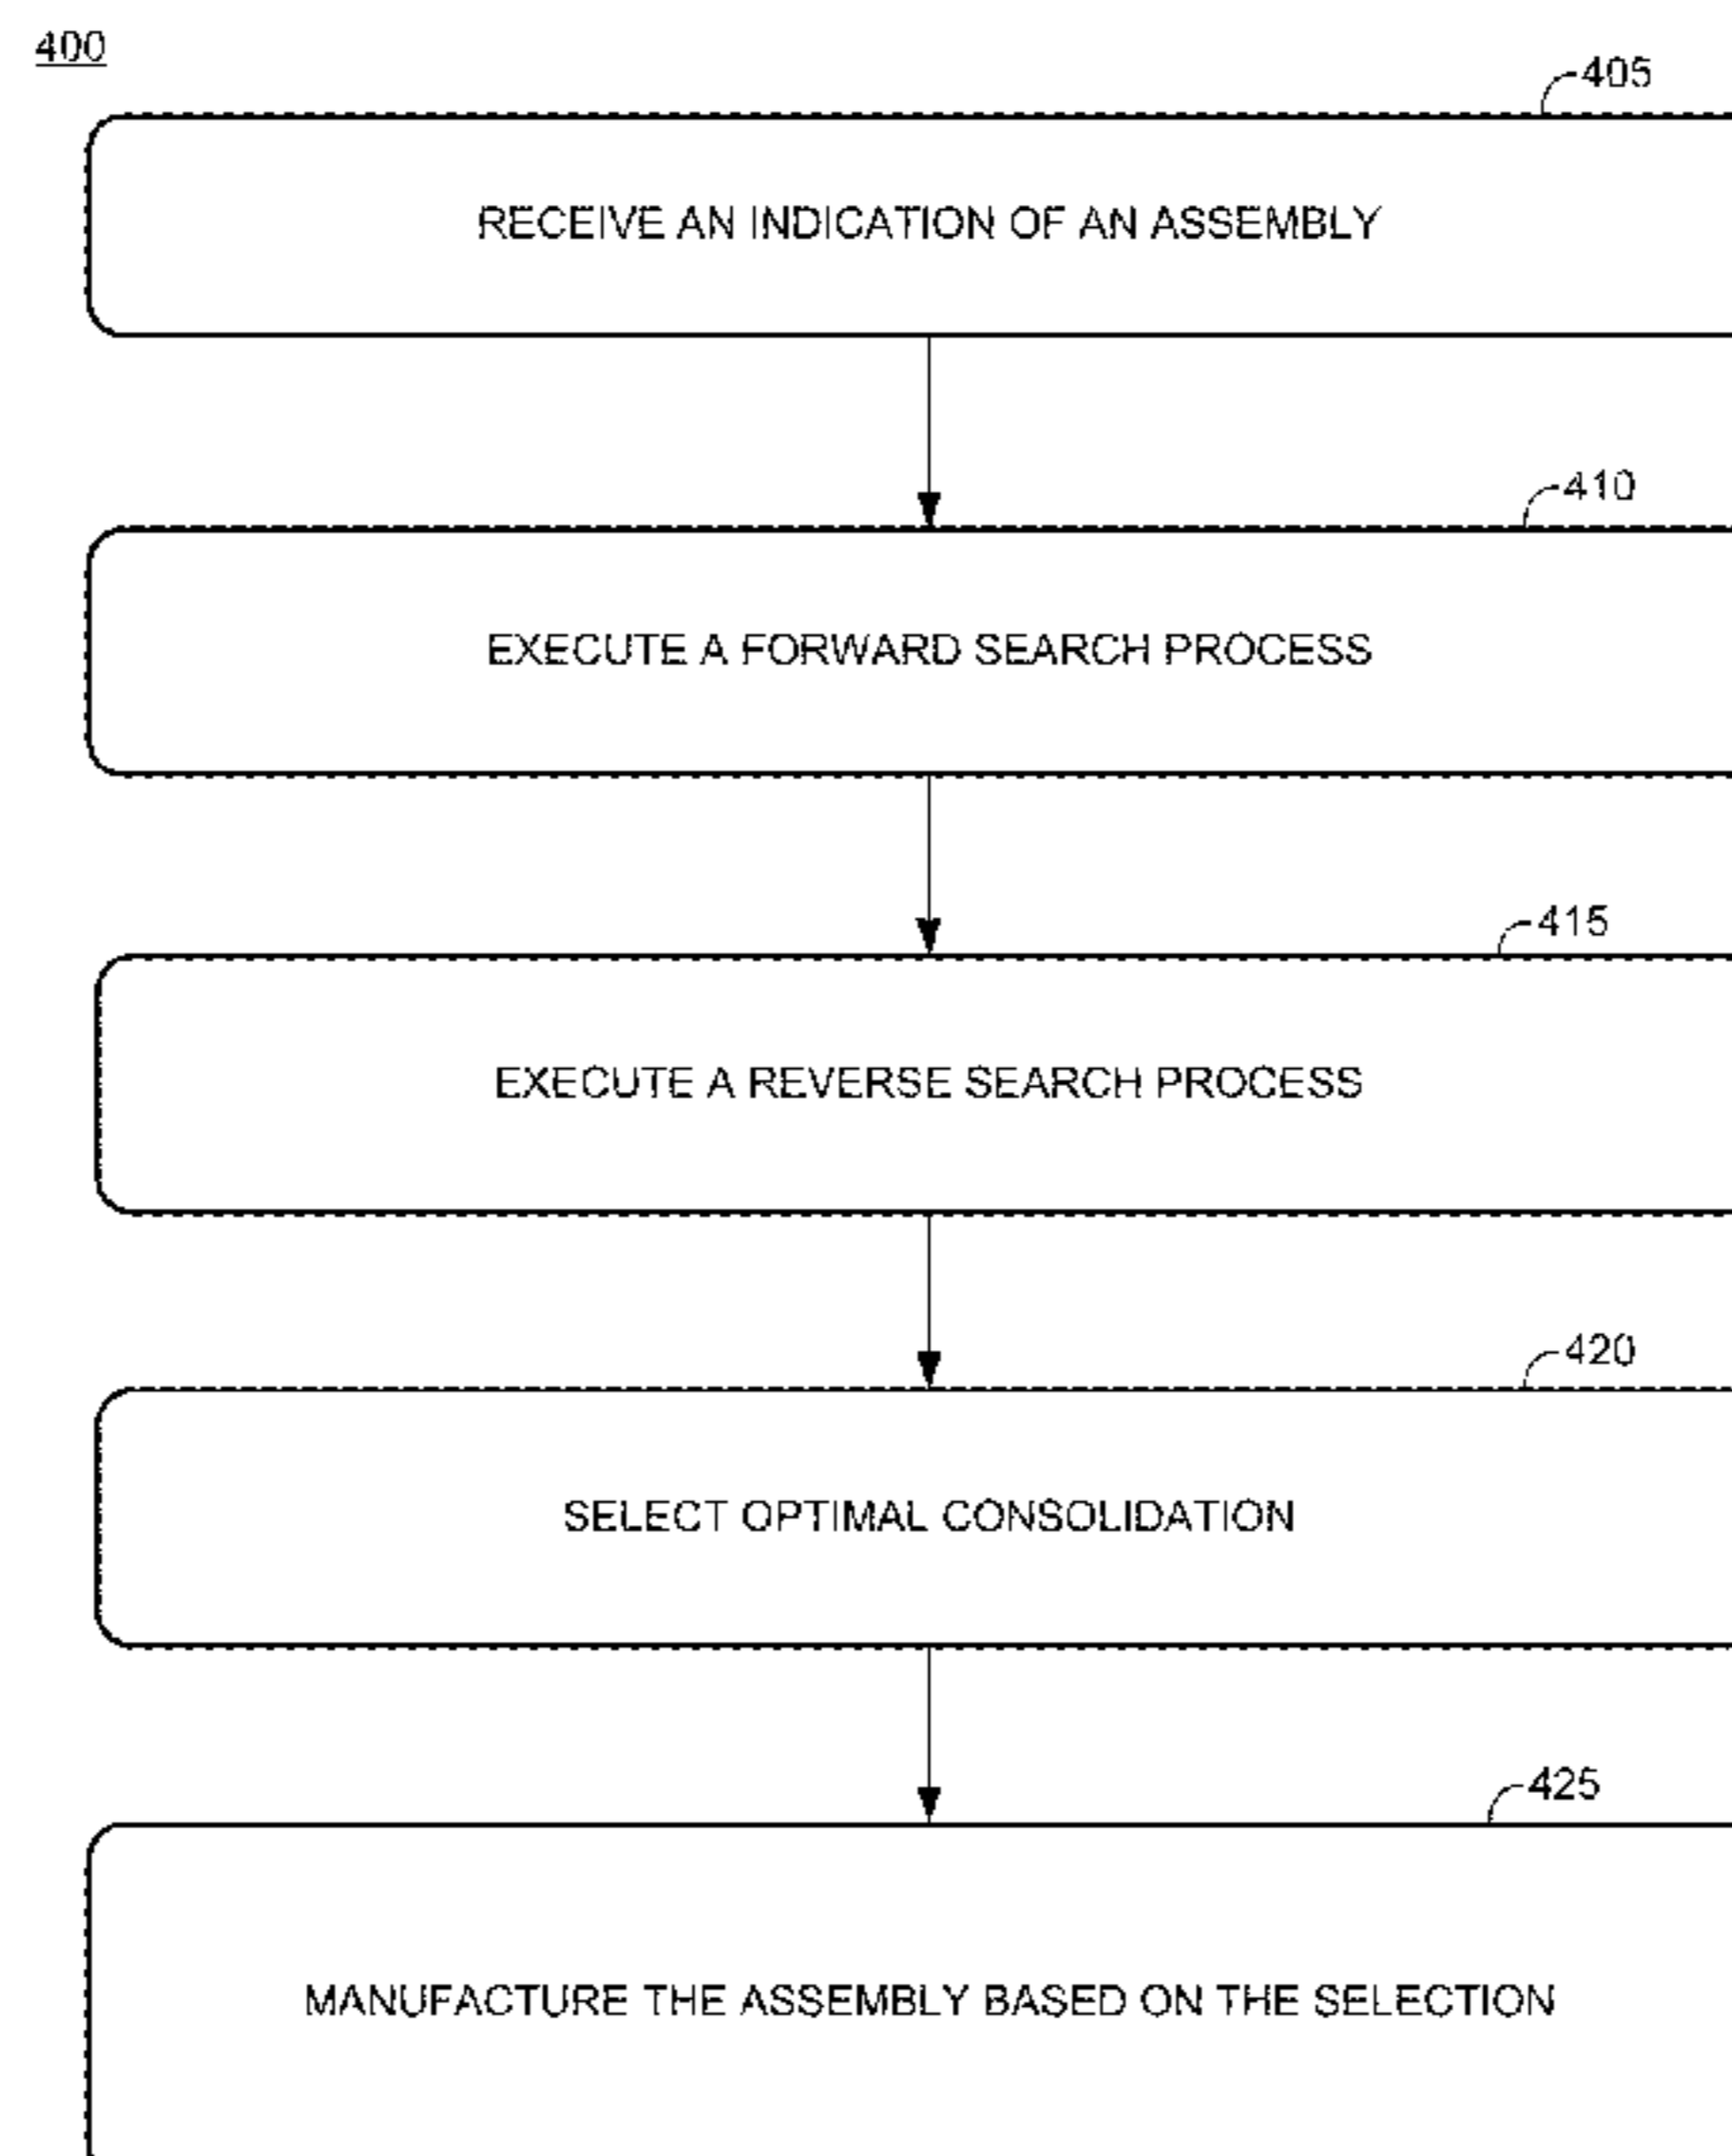 400
405
RECEIVE AN INDICATION OF AN ASSEMBLY
410
EXECUTE A FORWARD SEARCH PROCESS
415
EXECUTE A REVERSE SEARCH PROCESS
420
SELECT OPTIMAL CONSOLIDATION
425
MANUFACTURE THE ASSEMBLY BASED ON THE SELECTION